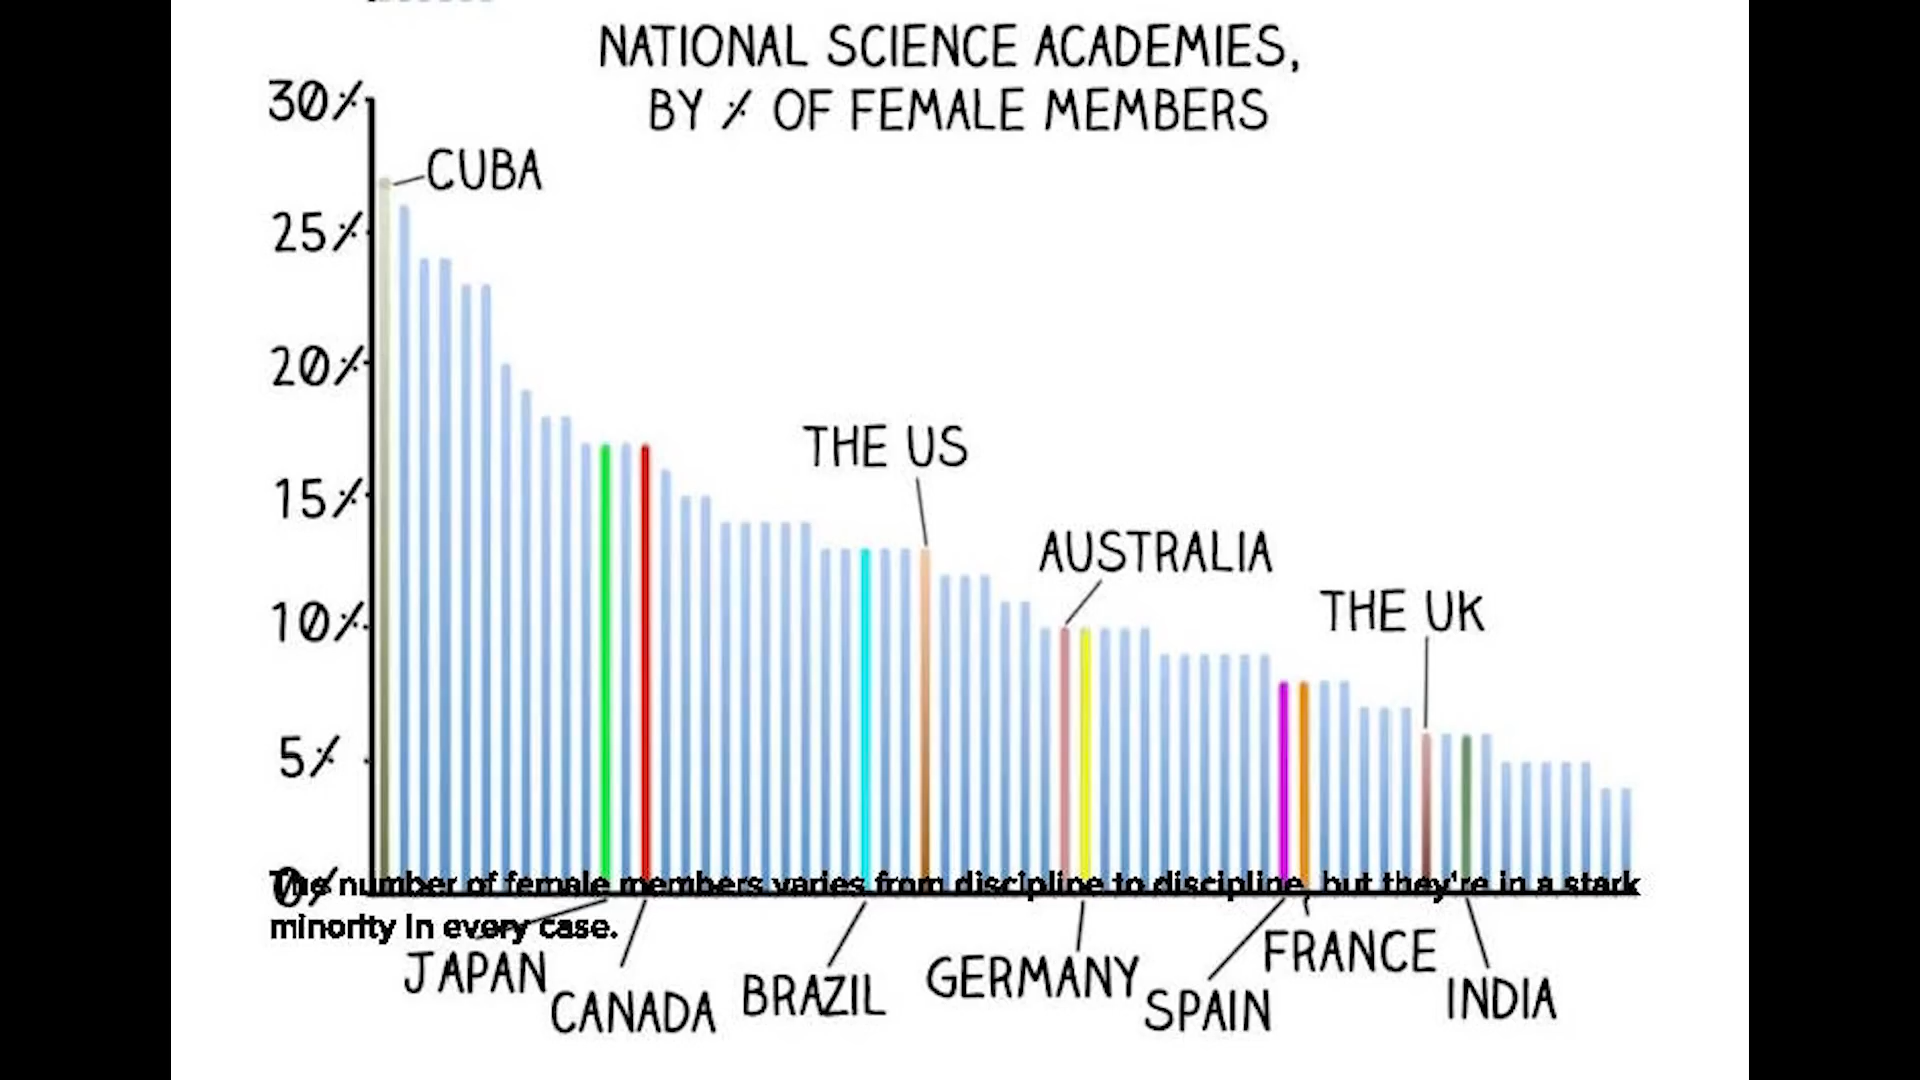 NATIONAL SCIENCE ACADEMIES,
BY % OF FEMALE MEMBERS
30%
CUBA
25%
20%
THE US
15%
AUSTRALIA
THE UK
10%
5%
0%
The number of female members varies from discipline to discipline, but they're in a stark
minority in every case.
JAPAN
CANADA
BRAZIL
GERMANY
SPAIN
FRANCE
INDIA